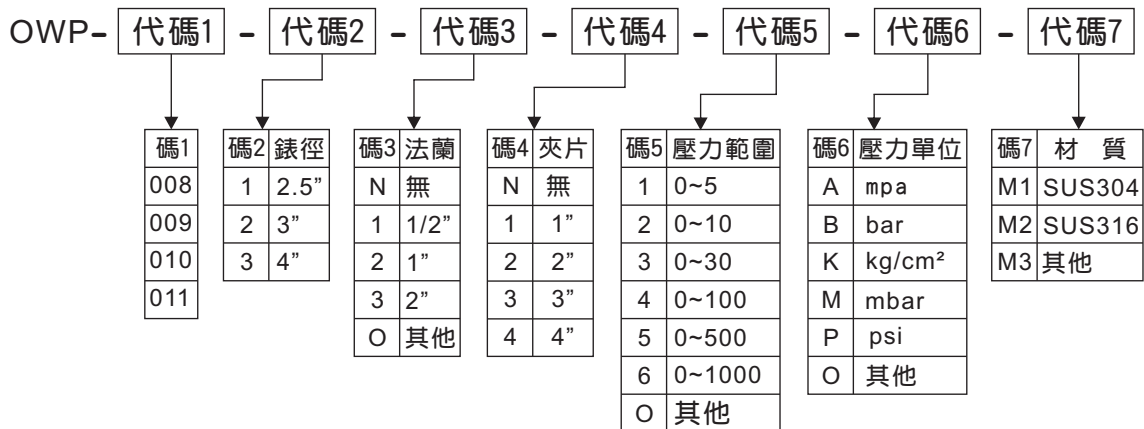 OWP- 代碼1 - 代碼2 - 代碼3 - 代碼4 - 代碼5 - 代碼6 - 代碼7
碼1
008
009
010
011
碼2 錶徑
1 2.5”
2 3”
3 4”
碼3 法蘭
N 無
1 1/2”
2 1”
3 2”
O 其他
碼4 夾片
N 無
1 1”
2 2”
3 3”
4 4”
碼5 壓力範圍
1 0~5
2 0~10
3 0~30
4 0~100
5 0~500
6 0~1000
O 其他
碼6 壓力單位
A mpa
B bar
K kg/cm²
M mbar
P psi
O 其他
碼7 材 質
M1 SUS304
M2 SUS316
M3 其他